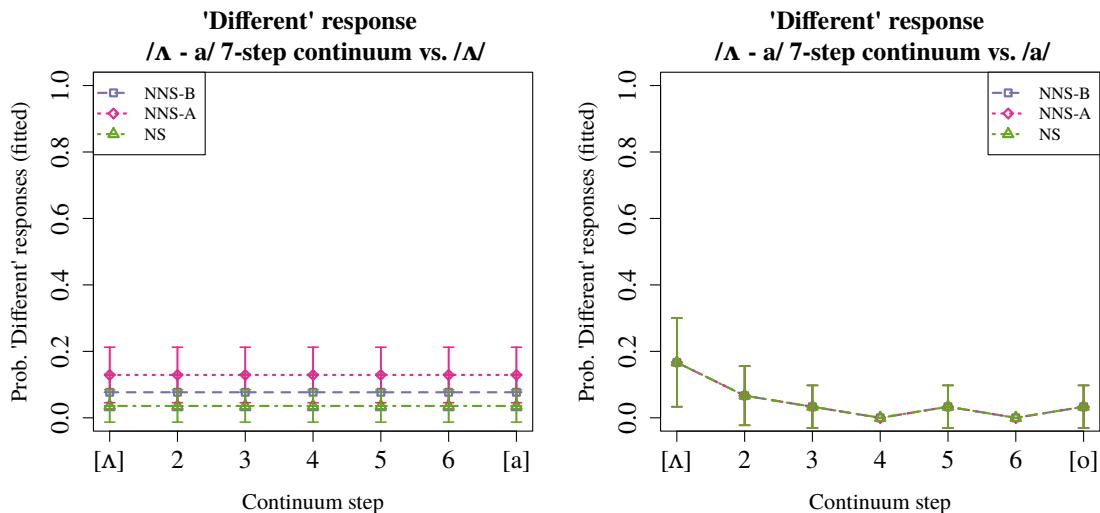 'Different' response
/ʌ - a/ 7-step continuum vs. /ʌ/
Prob. 'Different' responses (fitted)
1.0
0.8
0.6
0.4
0.2
0.0
NNS-B
NNS-A
NS
[ʌ] 2 3 4 5 6 [a]
Continuum step
'Different' response
/ʌ - a/ 7-step continuum vs. /a/
Prob. 'Different' responses (fitted)
1.0
0.8
0.6
0.4
0.2
0.0
NNS-B
NNS-A
NS
[ʌ] 2 3 4 5 6 [o]
Continuum step